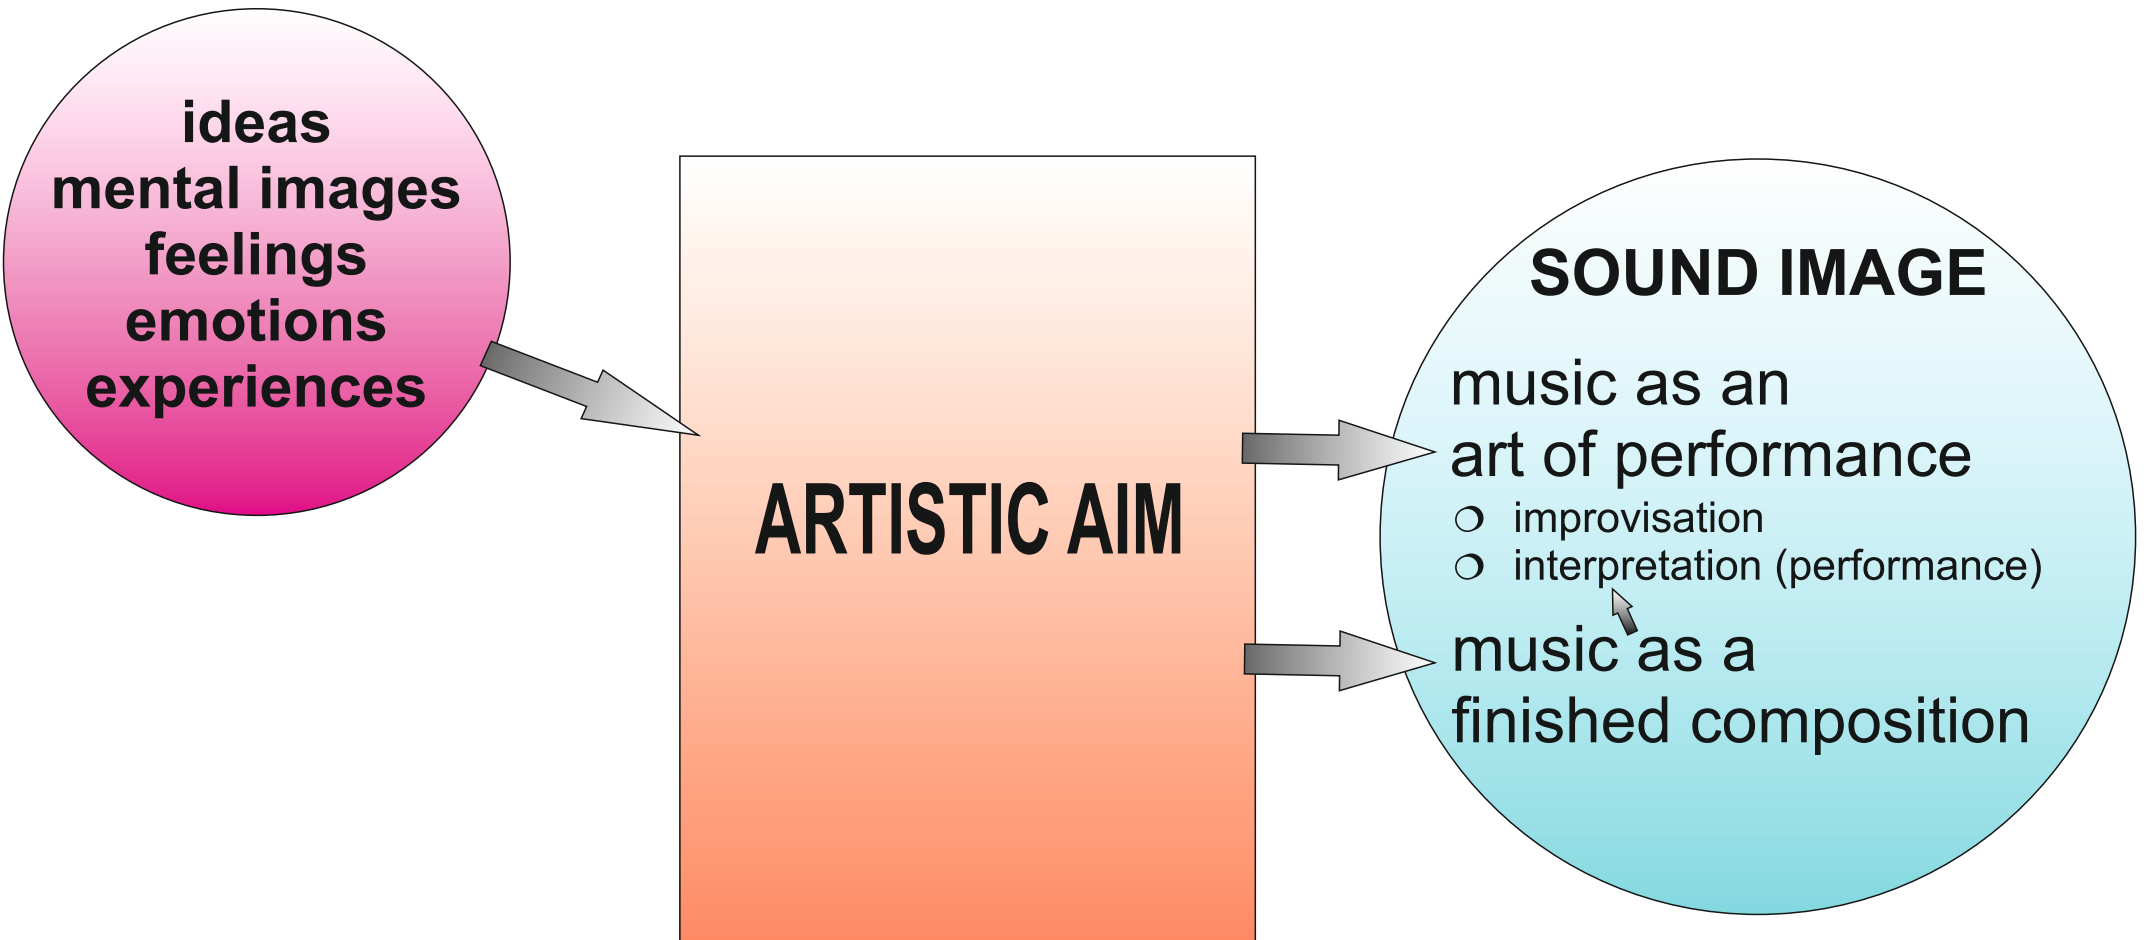 ideas
mental images
feelings
emotions
experiences
ARTISTIC AIM
SOUND IMAGE
music as an
art of performance
❍ improvisation
❍ interpretation (performance)
music as a
finished composition